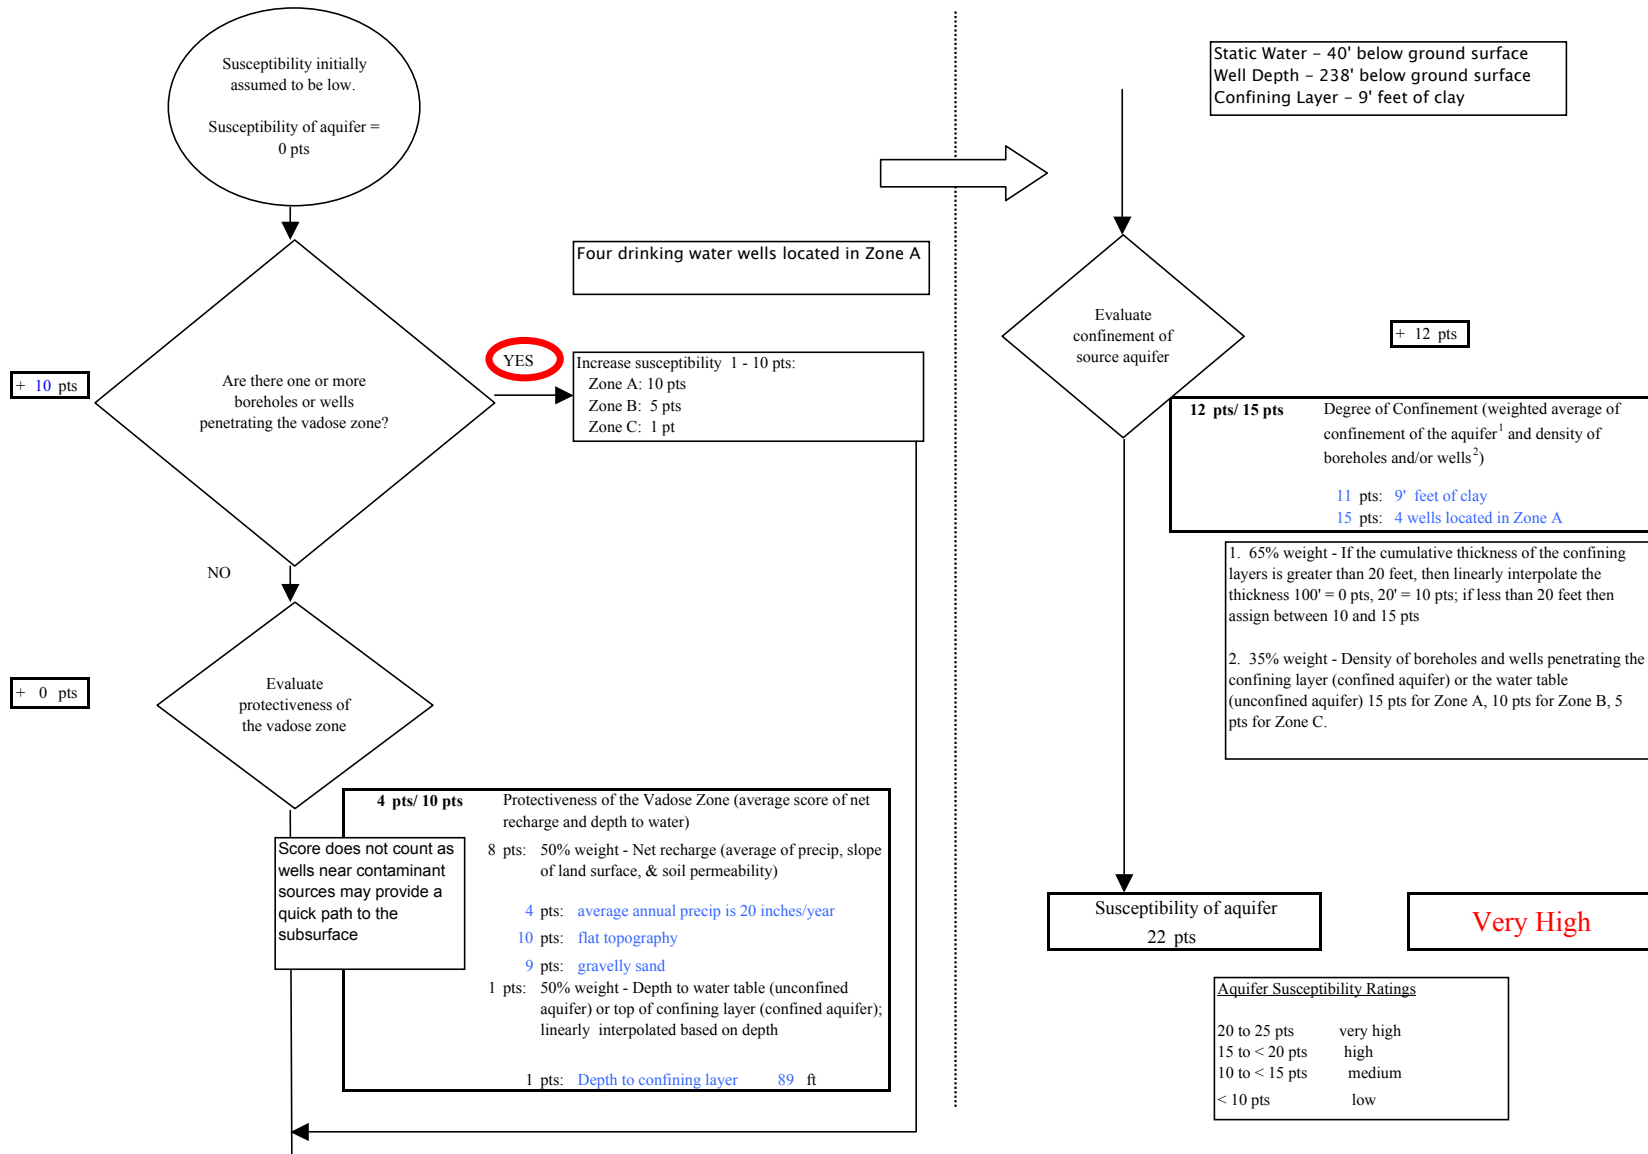 Susceptibility initially
assumed to be low.
Susceptibility of aquifer =
0 pts
Four drinking water wells located in Zone A
+ 10 pts
Are there one or more
boreholes or wells
penetrating the vadose zone?
YES
Increase susceptibility 1 - 10 pts:
Zone A: 10 pts
Zone B: 5 pts
Zone C: 1 pt
NO
+ 0 pts
Evaluate
protectiveness of
the vadose zone
4 pts/ 10 pts
Protectiveness of the Vadose Zone (average score of net
recharge and depth to water)
Score does not count as
wells near contaminant
sources may provide a
quick path to the
subsurface
8 pts: 50% weight - Net recharge (average of precip, slope
of land surface, & soil permeability)
4 pts: average annual precip is 20 inches/year
10 pts: flat topography
9 pts: gravelly sand
1 pts: 50% weight - Depth to water table (unconfined
aquifer) or top of confining layer (confined aquifer);
linearly interpolated based on depth
1 pts: Depth to confining layer 89 ft
Static Water - 40' below ground surface
Well Depth - 238' below ground surface
Confining Layer - 9' feet of clay
Evaluate
confinement of
source aquifer
+ 12 pts
12 pts/ 15 pts
Degree of Confinement (weighted average of
confinement of the aquifer1 and density of
boreholes and/or wells2)
11 pts: 9' feet of clay
15 pts: 4 wells located in Zone A
1. 65% weight - If the cumulative thickness of the confining
layers is greater than 20 feet, then linearly interpolate the
thickness 100' = 0 pts, 20' = 10 pts; if less than 20 feet then
assign between 10 and 15 pts
2. 35% weight - Density of boreholes and wells penetrating the
confining layer (confined aquifer) or the water table
(unconfined aquifer) 15 pts for Zone A, 10 pts for Zone B, 5
pts for Zone C.
Susceptibility of aquifer
22 pts
Very High
Aquifer Susceptibility Ratings
20 to 25 pts very high
15 to < 20 pts high
10 to < 15 pts medium
< 10 pts low